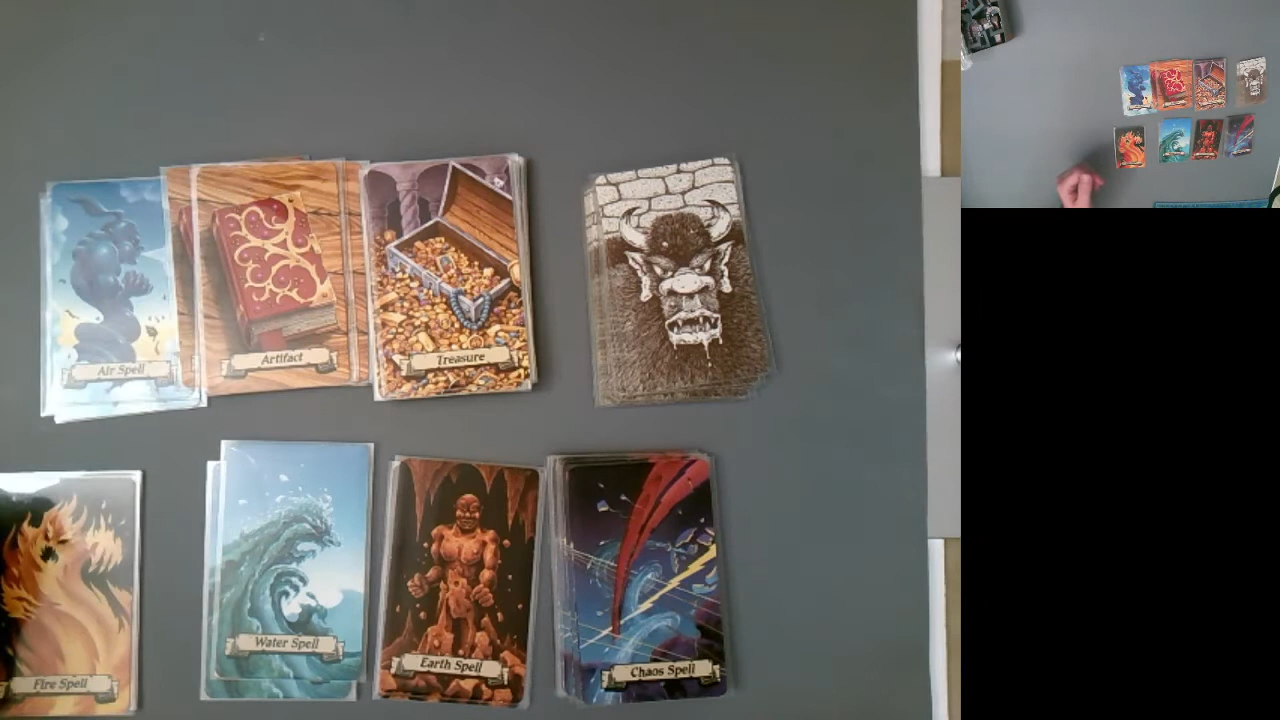 Air Spell
Artifact
Treasure
Fire Spell
Water Spell
Earth Spell
Chaos Spell